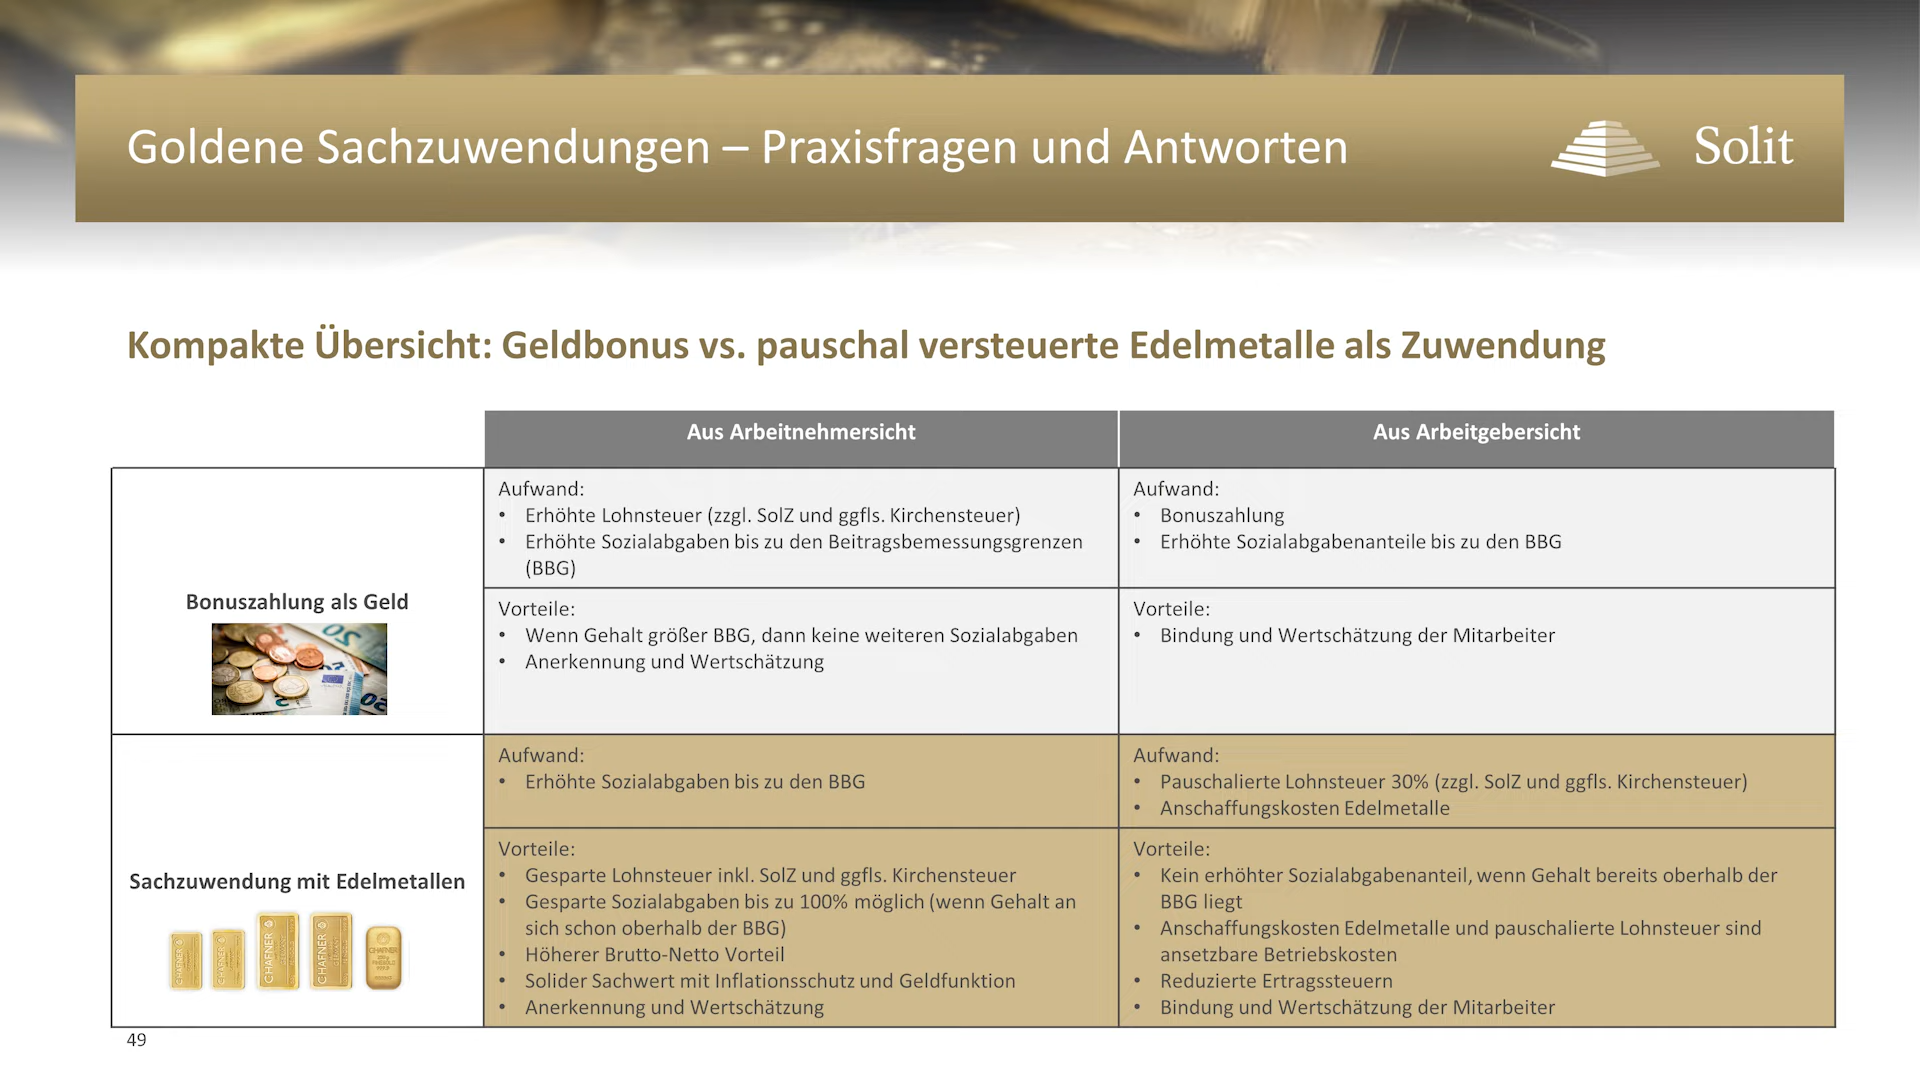 Goldene Sachzuwendungen – Praxisfragen und Antworten
Solit
Kompakte Übersicht: Geldbonus vs. pauschal versteuerte Edelmetalle als Zuwendung
Aus Arbeitnehmersicht
Aus Arbeitgebersicht
Bonuszahlung als Geld
Aufwand:
• Erhöhte Lohnsteuer (zzgl. SolZ und ggfls. Kirchensteuer)
• Erhöhte Sozialabgaben bis zu den Beitragsbemessungsgrenzen
(BBG)
Aufwand:
• Bonuszahlung
• Erhöhte Sozialabgabenanteile bis zu den BBG
Vorteile:
• Wenn Gehalt größer BBG, dann keine weiteren Sozialabgaben
• Anerkennung und Wertschätzung
Vorteile:
• Bindung und Wertschätzung der Mitarbeiter
Sachzuwendung mit Edelmetallen
CHAFNER
CHAFNER
CHAFNER
CHAFNER
CHAFNER
Aufwand:
• Erhöhte Sozialabgaben bis zu den BBG
Aufwand:
• Pauschalierte Lohnsteuer 30% (zzgl. SolZ und ggfls. Kirchensteuer)
• Anschaffungskosten Edelmetalle
Vorteile:
• Gesparte Lohnsteuer inkl. SolZ und ggfls. Kirchensteuer
• Gesparte Sozialabgaben bis zu 100% möglich (wenn Gehalt an
sich schon oberhalb der BBG)
• Höherer Brutto-Netto Vorteil
• Solider Sachwert mit Inflationsschutz und Geldfunktion
• Anerkennung und Wertschätzung
Vorteile:
• Kein erhöhter Sozialabgabenanteil, wenn Gehalt bereits oberhalb der
BBG liegt
• Anschaffungskosten Edelmetalle und pauschalierte Lohnsteuer sind
ansetzbare Betriebskosten
• Reduzierte Ertragssteuern
• Bindung und Wertschätzung der Mitarbeiter
49